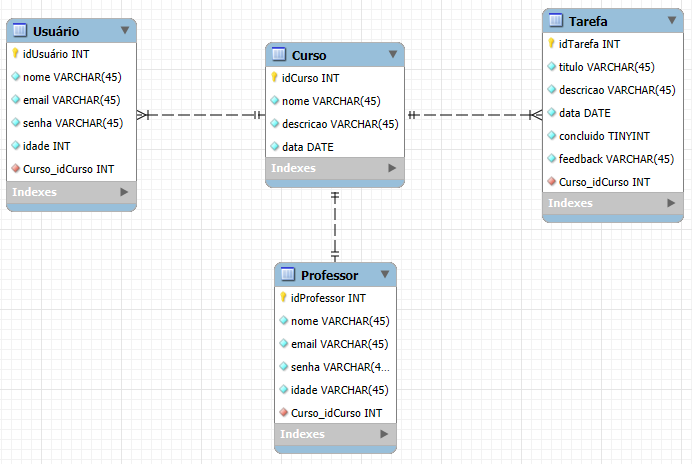 Usuário
idUsuário INT
nome VARCHAR(45)
email VARCHAR(45)
senha VARCHAR(45)
idade INT
Curso_idCurso INT
Indexes
Curso
idCurso INT
nome VARCHAR(45)
descricao VARCHAR(45)
data DATE
Indexes
Tarefa
idTarefa INT
titulo VARCHAR(45)
descricao VARCHAR(45)
data DATE
concluido TINYINT
feedback VARCHAR(45)
Curso_idCurso INT
Indexes
Professor
idProfessor INT
nome VARCHAR(45)
email VARCHAR(45)
senha VARCHAR(4...
idade VARCHAR(45)
Curso_idCurso INT
Indexes